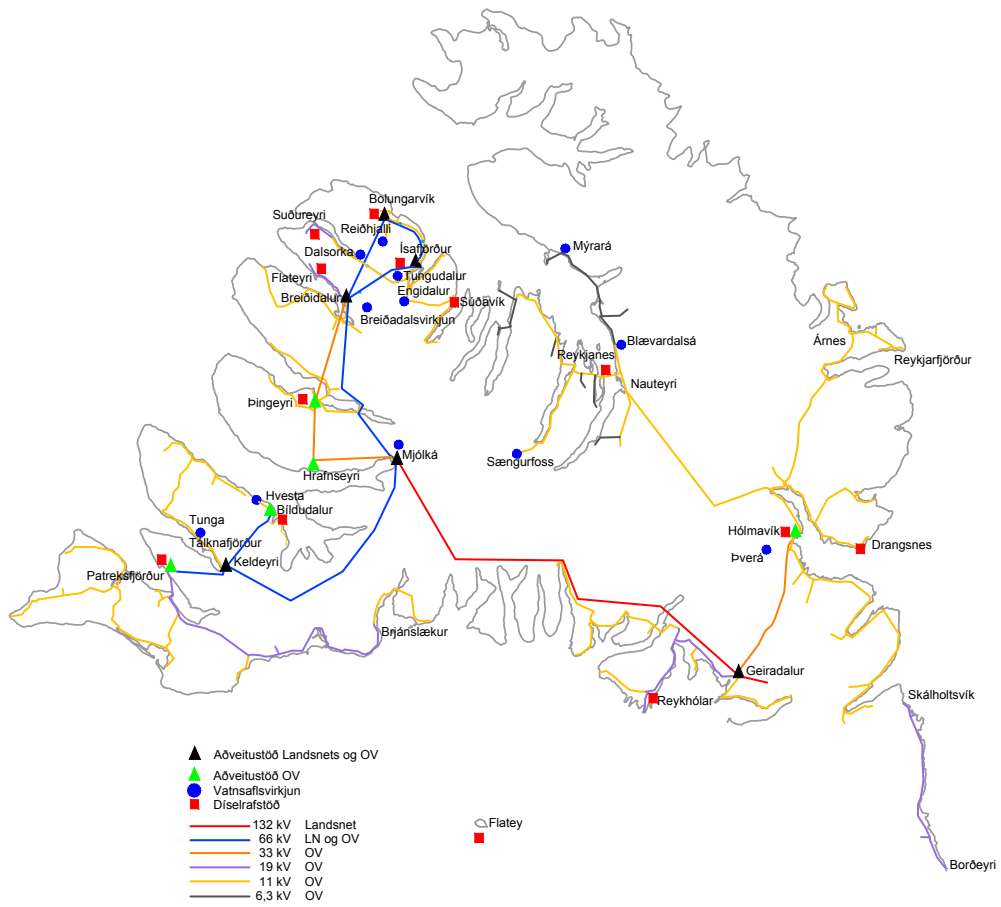 Bolungarvík
Suðureyri
Reiðhjalli
Dalsorka
Ísafjörður
Mýrará
Flateyri
Tungudalur
Engidalur
Breiðidalur
Súðavík
Breiðadalsvirkjun
Árnes
Blævardalsá
Reykjanes
Reykjarfjörður
Nauteyri
Þingeyri
Mjólká
Sængurfoss
Hrafnseyri
Hvesta
Bíldudalur
Tunga
Tálknafjörður
Hólmavík
Drangsnes
Þverá
Keldeyri
Patreksfjörður
Brjánslækur
Geiradalur
Skálholtsvík
Reykhólar
Aðveitustöð Landsnets og OV
Aðveitustöð OV
Vatnsaflsvirkjun
Díselrafstöð
132 kV Landsnet
66 kV LN og OV
33 kV OV
19 kV OV
11 kV OV
6,3 kV OV
Flatey
Borðeyri